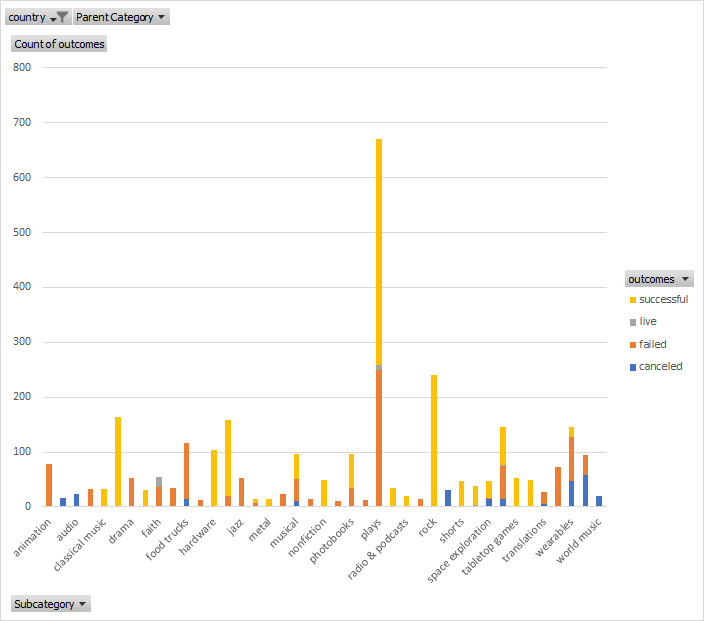 country Parent Category
Count of outcomes
800
700
600
500
400
300
200
100
0
animation
audio
classical music
drama
faith
food trucks
hardware
jazz
metal
musical
nonfiction
photobooks
plays
radio & podcasts
rock
shorts
space exploration
tabletop games
translations
wearables
world music
outcomes
successful
live
failed
canceled
Subcategory